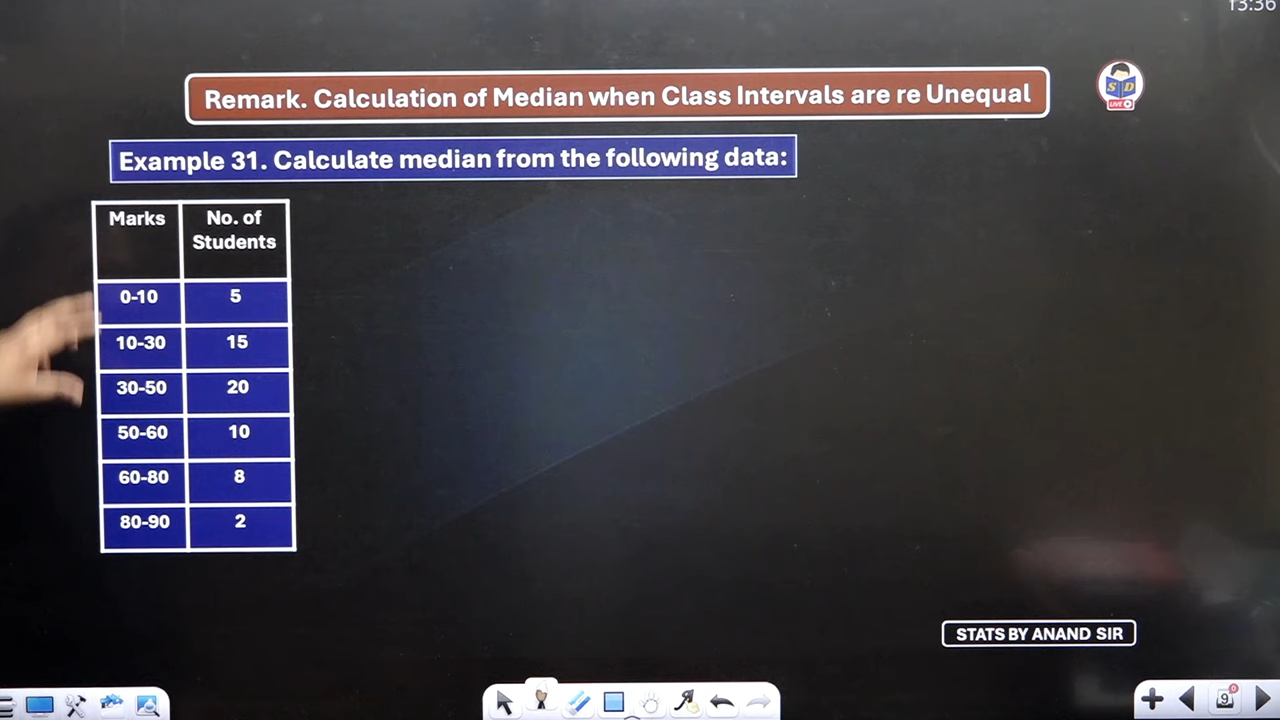 13:36
Remark. Calculation of Median when Class Intervals are re Unequal
S D
LIVE
Example 31. Calculate median from the following data:
Marks No. of Students
0-10 5
10-30 15
30-50 20
50-60 10
60-80 8
80-90 2
STATS BY ANAND SIR
9